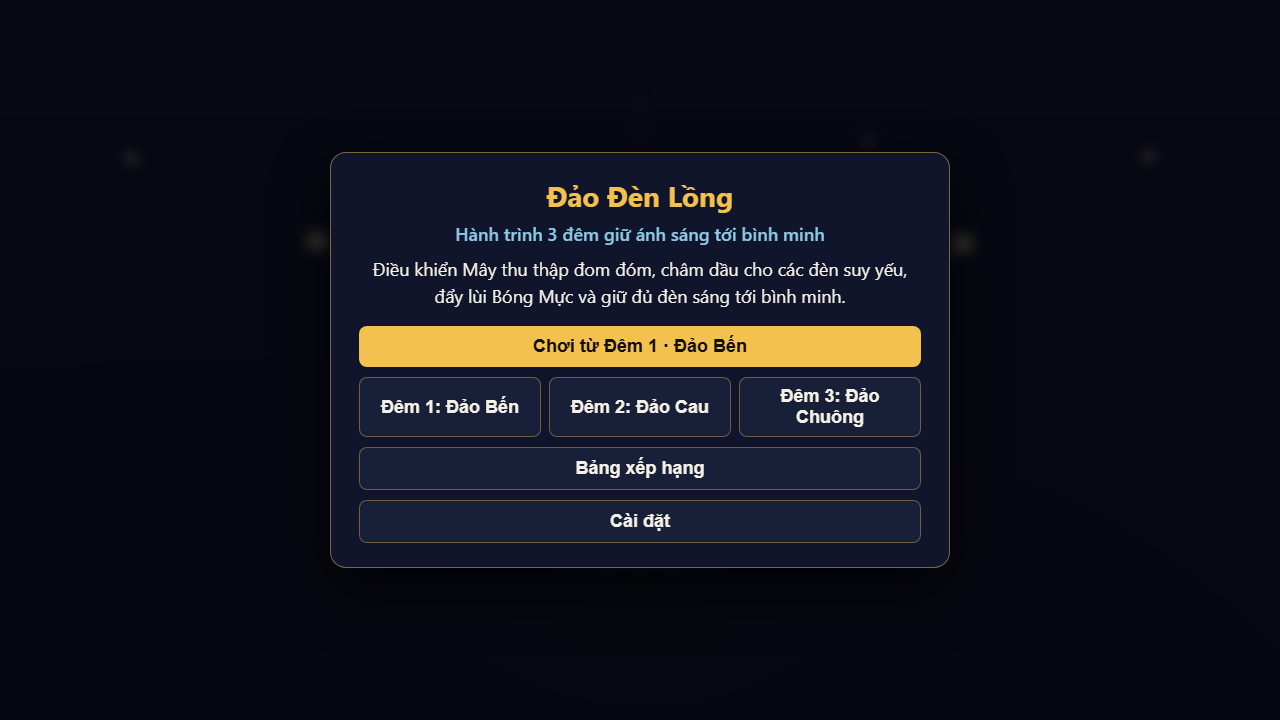 Đảo Đèn Lồng
Hành trình 3 đêm giữ ánh sáng tới bình minh
Điều khiển Mây thu thập đom đóm, châm dầu cho các đèn suy yếu,
đẩy lùi Bóng Mực và giữ đủ đèn sáng tới bình minh.
Chơi từ Đêm 1 · Đảo Bến
Đêm 1: Đảo Bến
Đêm 2: Đảo Cau
Đêm 3: Đảo
Chuông
Bảng xếp hạng
Cài đặt